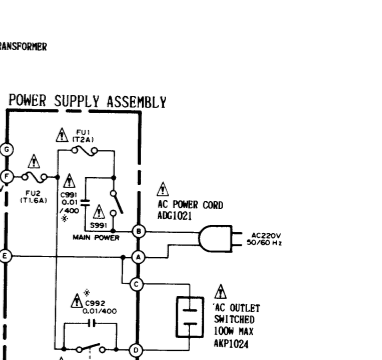 RANSFORMER
POWER SUPPLY ASSEMBLY
FU1
(T2A)
G
F
FU2
(T1.6A)
C991
0.01
/400
※
S991
MAIN POWER
AC POWER CORD
ADG1021
B
AC220V
50/60 Hz
E
A
C
C992
※ 0.01/400
AC OUTLET
SWITCHED
100W MAX
AKP1024
D